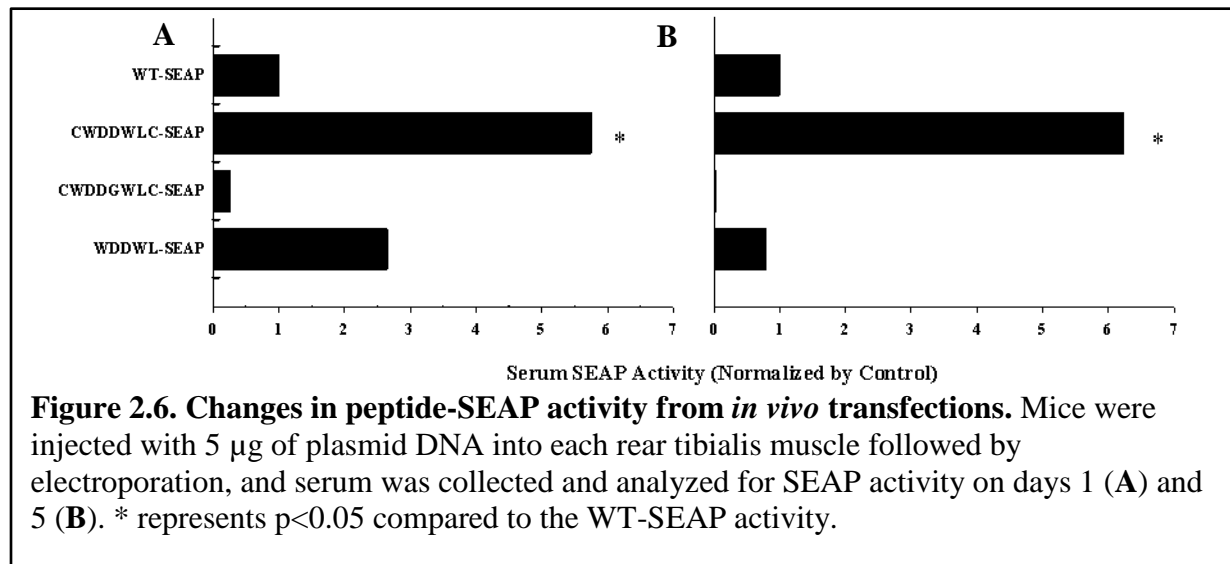 A
B
WT-SEAP
CWDDWLC-SEAP
*
*
CWDDGWLC-SEAP
WDDWL-SEAP
0 1 2 3 4 5 6 7
0 1 2 3 4 5 6 7
Serum SEAP Activity (Normalized by Control)
Figure 2.6. Changes in peptide-SEAP activity from in vivo transfections. Mice were
injected with 5 µg of plasmid DNA into each rear tibialis muscle followed by
electroporation, and serum was collected and analyzed for SEAP activity on days 1 (A) and
5 (B). * represents p<0.05 compared to the WT-SEAP activity.